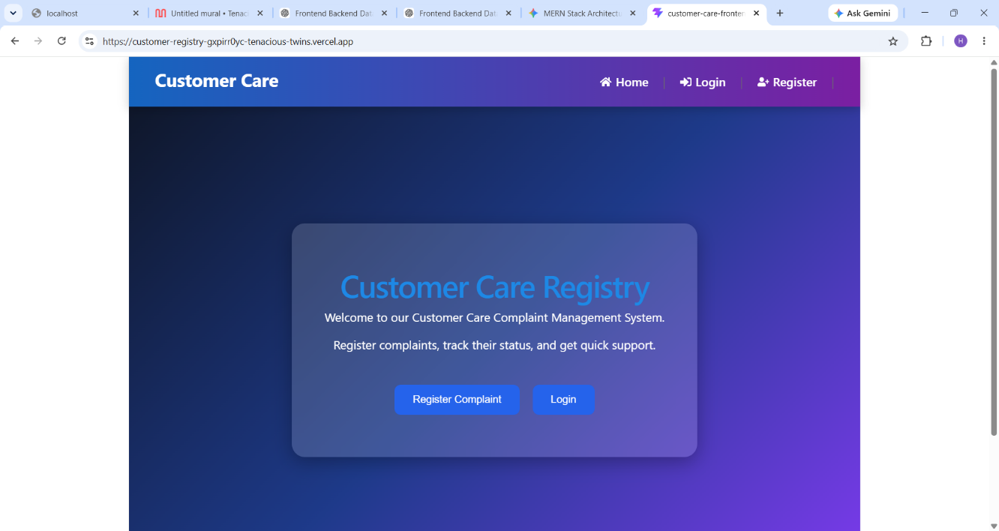 localhost
Untitled mural • Tenac
Frontend Backend Dat
Frontend Backend Dat
MERN Stack Architectu
customer-care-fronten
Ask Gemini
https://customer-registry-gxpirr0yc-tenacious-twins.vercel.app
H
Customer Care
Home
Login
Register
Customer Care Registry
Welcome to our Customer Care Complaint Management System.
Register complaints, track their status, and get quick support.
Register Complaint
Login